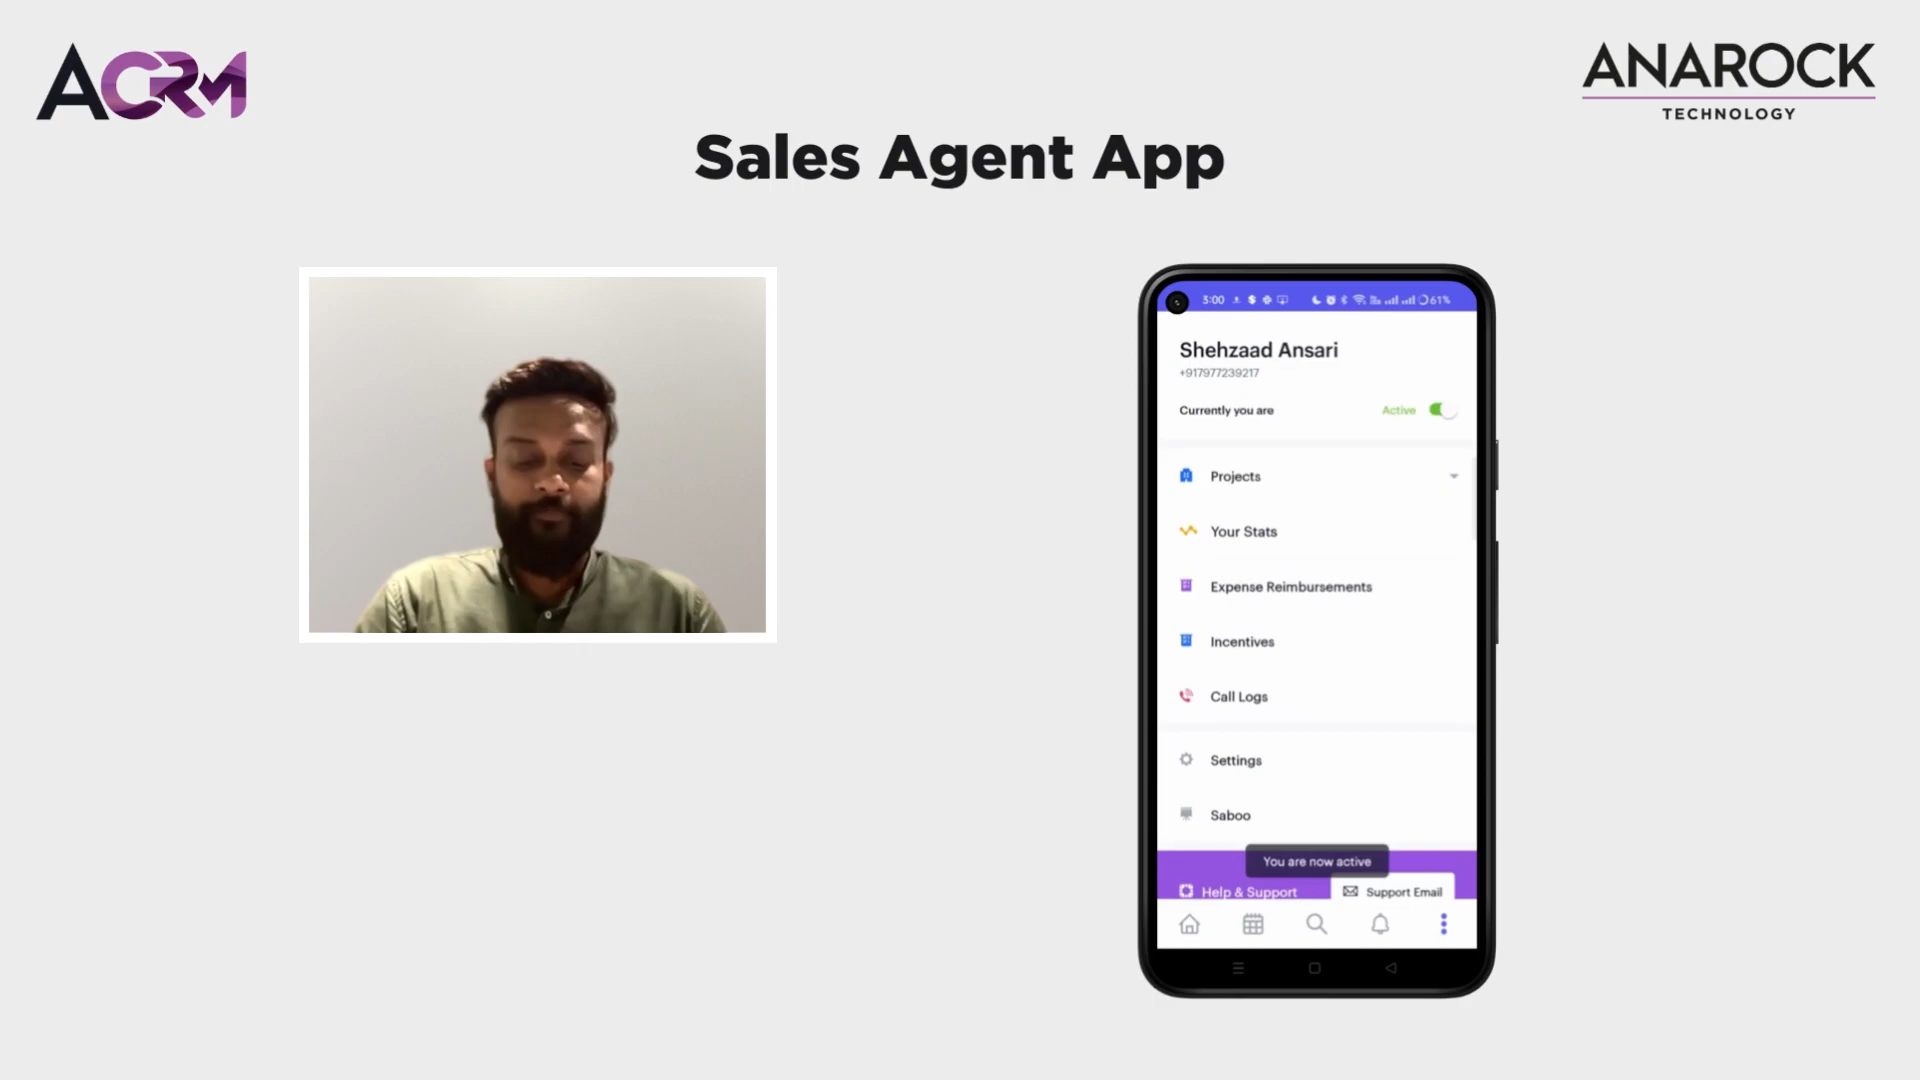 ACRM
ANAROCK
TECHNOLOGY
Sales Agent App
3:00
61%
Shehzaad Ansari
+917977239217
Currently you are
Active
Projects
Your Stats
Expense Reimbursements
Incentives
Call Logs
Settings
Saboo
You are now active
Help & Support
Support Email